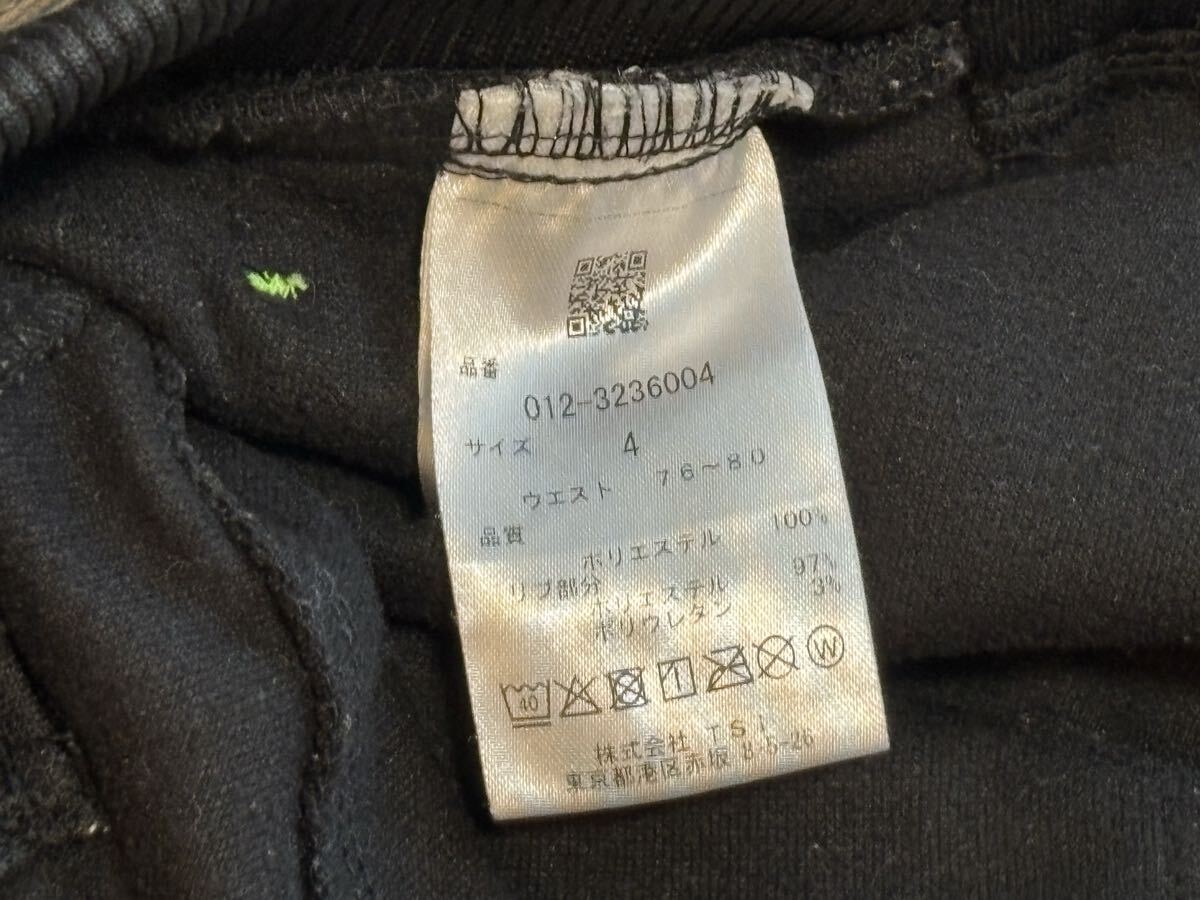 品番
012-3236004
サイズ 4
ウエスト 76～80
品質
ポリエステル 100%
リブ部分
ポリエステル 97%
ポリウレタン 3%
40
W
株式会社 TSI
東京都港区赤坂 8-5-26